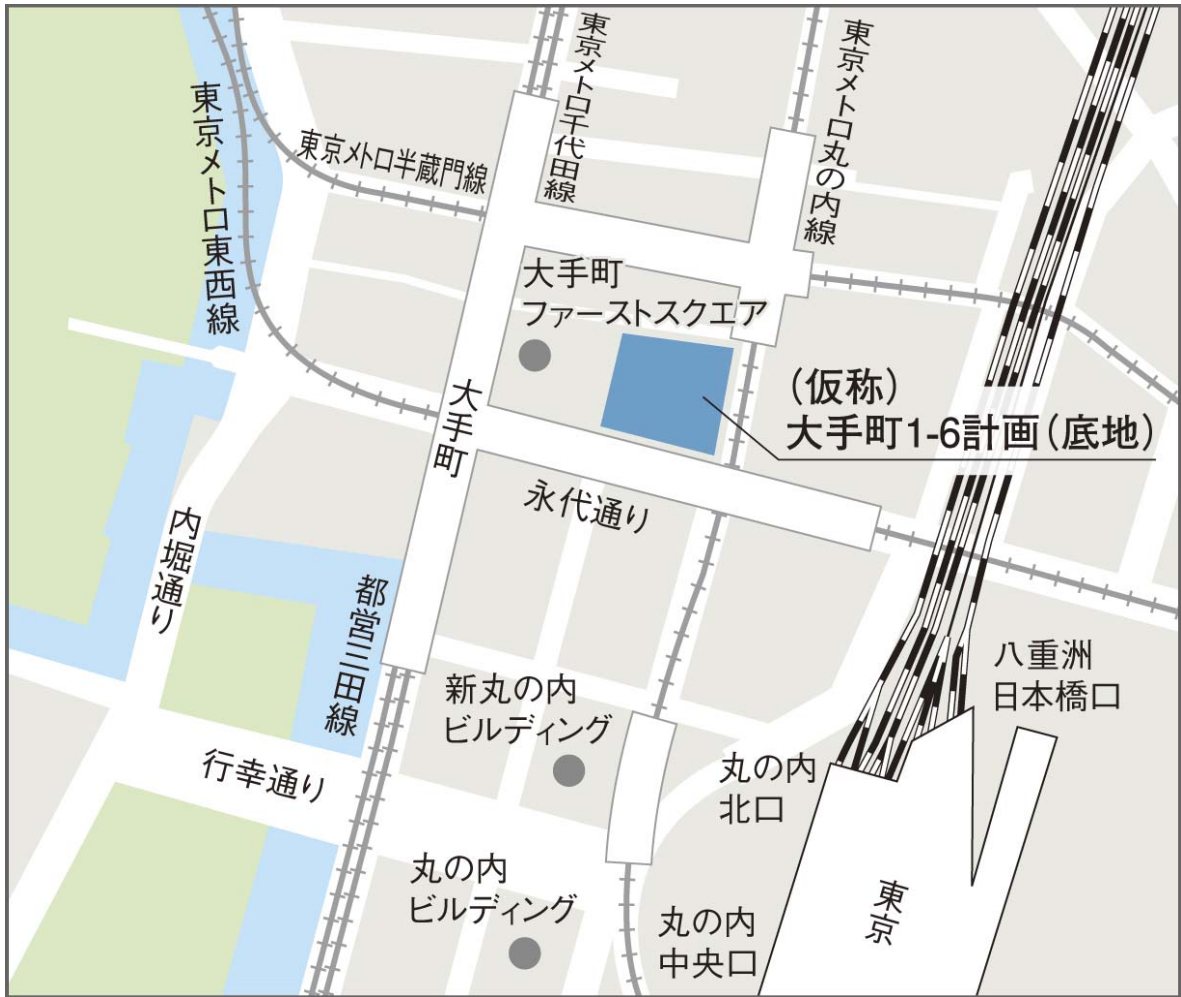 東京メトロ東西線
東京メトロ半蔵門線
東京メトロ千代田線
東京メトロ丸の内線
大手町
ファーストスクエア
(仮称)
大手町1-6計画(底地)
大手町
永代通り
内堀通り
都営三田線
新丸の内
ビルディング
行幸通り
丸の内
ビルディング
八重洲
日本橋口
丸の内
北口
東京
丸の内
中央口